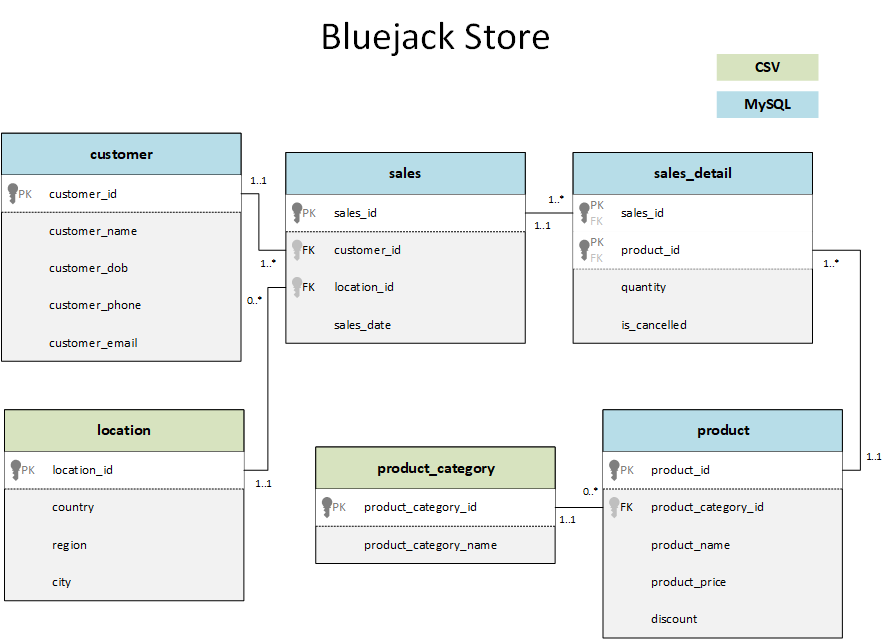 Bluejack Store
CSV
MySQL
customer
PK customer_id
customer_name
customer_dob
customer_phone
customer_email
1..1
1..*
0..*
sales
PK sales_id
FK customer_id
FK location_id
sales_date
1..*
1..1
sales_detail
PK
FK
sales_id
PK
FK
product_id
quantity
is_cancelled
1..*
1..1
location
PK location_id
country
region
city
1..1
product_category
PK product_category_id
product_category_name
0..*
1..1
product
PK product_id
FK product_category_id
product_name
product_price
discount